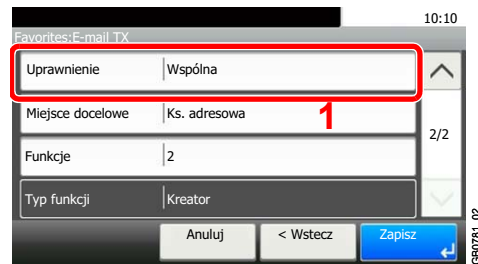 10:10
Favorites:E-mail TX
Uprawnienie Wspólna
Miejsce docelowe Ks. adresowa
1
2/2
Funkcje 2
Typ funkcji Kreator
Anuluj < Wstecz Zapisz
GB0781_02